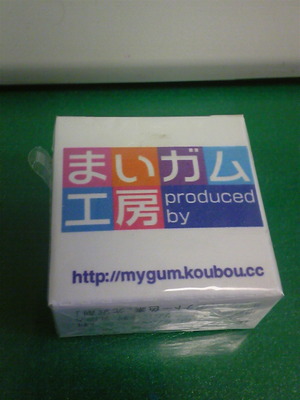 まいガム
工房 produced by
http://mygum.koubou.cc